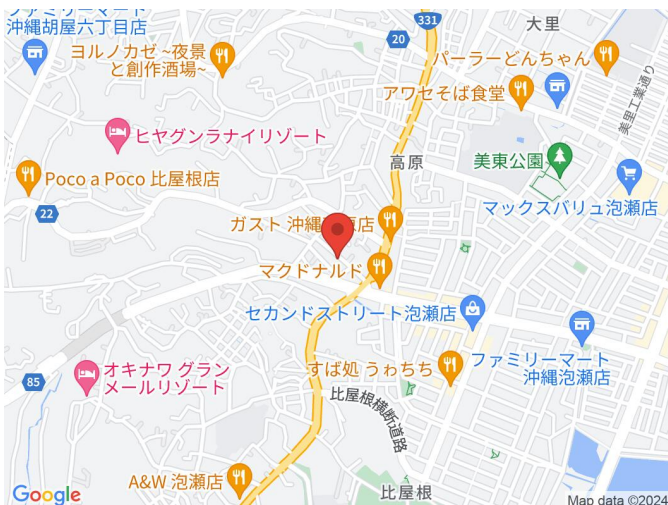 ファミリーマート
沖縄胡屋六丁目店
331
大里
20
ヨルノカゼ ~夜景
と創作酒場~
パーラーどんちゃん
アワセそば食堂
美里工業通り
ヒヤグンラナイリゾート
高原
美東公園
Poco a Poco 比屋根店
マックスバリュ泡瀬店
22
ガスト 沖縄
店
マクドナルド
セカンドストリート泡瀬店
オキナワ グラン
メールリゾート
85
すば処 うゎちち
ファミリーマート
沖縄泡瀬店
比屋根横断道路
A&W 泡瀬店
比屋根
Google
Map data ©2024